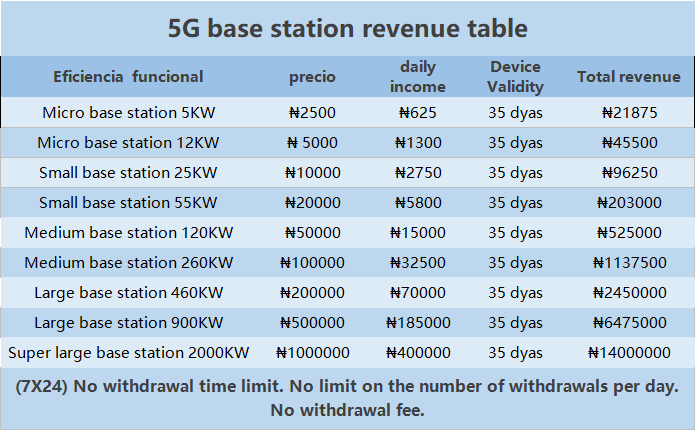 5G base station revenue table
Eficiencia funcional precio daily income Device Validity Total revenue
Micro base station 5KW ₦2500 ₦625 35 dyas ₦21875
Micro base station 12KW ₦ 5000 ₦1300 35 dyas ₦45500
Small base station 25KW ₦10000 ₦2750 35 dyas ₦96250
Small base station 55KW ₦20000 ₦5800 35 dyas ₦203000
Medium base station 120KW ₦50000 ₦15000 35 dyas ₦525000
Medium base station 260KW ₦100000 ₦32500 35 dyas ₦1137500
Large base station 460KW ₦200000 ₦70000 35 dyas ₦2450000
Large base station 900KW ₦500000 ₦185000 35 dyas ₦6475000
Super large base station 2000KW ₦1000000 ₦400000 35 dyas ₦14000000
(7X24) No withdrawal time limit. No limit on the number of withdrawals per day.
No withdrawal fee.